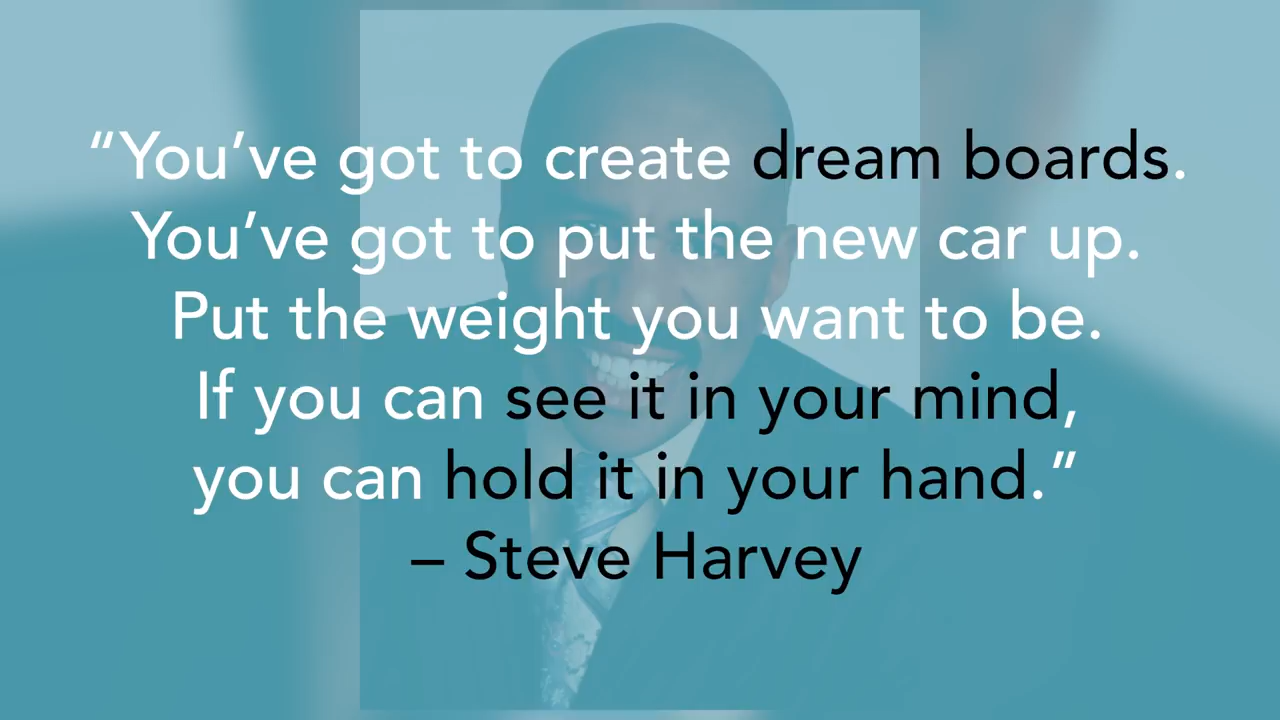 “You’ve got to create dream boards.
You’ve got to put the new car up.
Put the weight you want to be.
If you can see it in your mind,
you can hold it in your hand.”
– Steve Harvey